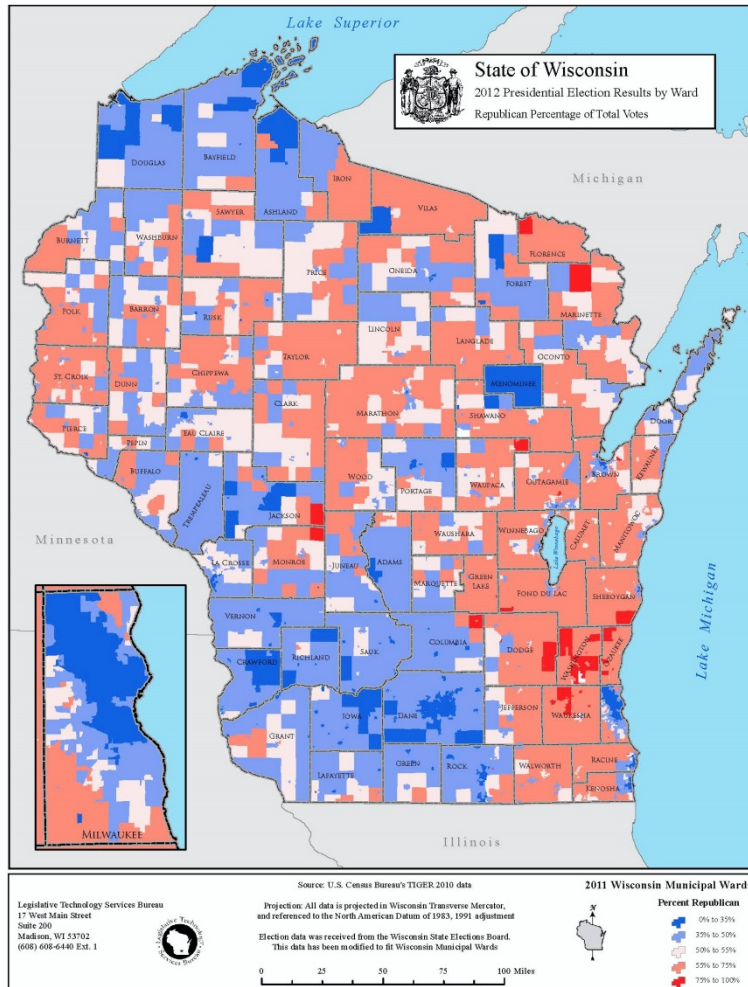 Lake Superior
State of Wisconsin
2012 Presidential Election Results by Ward
Republican Percentage of Total Votes
Michigan
DOUGLAS
BAYFIELD
ASHLAND
IRON
VILAS
SAWYER
BURNETT
WASHBURN
FLORENCE
PRICE
ONEIDA
FOREST
POLK
BARRON
RUSK
MARINETTE
LINCOLN
LANGLADE
TAYLOR
OCONTO
ST. CROIX
DUNN
CHIPPEWA
MENOMINEE
CLARK
MARATHON
SHAWANO
PIERCE
PEPIN
EAU CLAIRE
DOOR
BUFFALO
TREMPEALEAU
JACKSON
WOOD
PORTAGE
WAUPACA
OUTAGAMIE
BROWN
KEWAUNEE
Minnesota
LA CROSSE
MONROE
JUNEAU
ADAMS
WAUSHARA
WINNEBAGO
Lake Winnebago
CALUMET
MANITOWOC
MARQUETTE
GREEN
LAKE
FOND DU LAC
SHEBOYGAN
VERNON
Lake Michigan
CRAWFORD
RICHLAND
SAUK
COLUMBIA
DODGE
WASHINGTON
OZAUKEE
GRANT
IOWA
DANE
JEFFERSON
WAUKESHA
LAFAYETTE
GREEN
ROCK
WALWORTH
RACINE
KENOSHA
MILWAUKEE
Illinois
Legislative Technology Services Bureau
17 West Main Street
Suite 200
Madison, WI 53702
(608) 608-6440 Ext. 1
Legislative Technology
Services Bureau
Source: U.S. Census Bureau's TIGER 2010 data
Projection: All data is projected in Wisconsin Transverse Mercator,
and referenced to the North American Datum of 1983, 1991 adjustment
Election data was received from the Wisconsin State Elections Board.
This data has been modified to fit Wisconsin Municipal Wards
0 25 50 75 100 Miles
N
2011 Wisconsin Municipal Wards
Percent Republican
0% to 35%
35% to 50%
50% to 55%
55% to 75%
75% to 100%